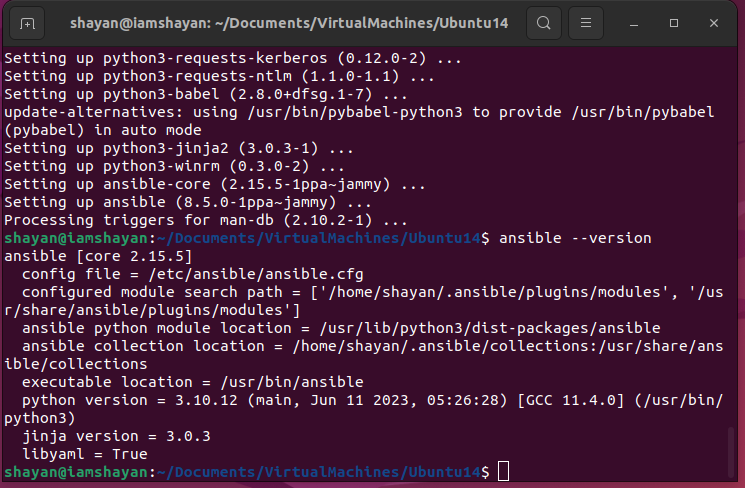 shayan@iamshayan: ~/Documents/VirtualMachines/Ubuntu14
Setting up python3-requests-kerberos (0.12.0-2) ...
Setting up python3-requests-ntlm (1.1.0-1.1) ...
Setting up python3-babel (2.8.0+dfsg.1-7) ...
update-alternatives: using /usr/bin/pybabel-python3 to provide /usr/bin/pybabel
(pybabel) in auto mode
Setting up python3-jinja2 (3.0.3-1) ...
Setting up python3-winrm (0.3.0-2) ...
Setting up ansible-core (2.15.5-1ppa~jammy) ...
Setting up ansible (8.5.0-1ppa~jammy) ...
Processing triggers for man-db (2.10.2-1) ...
shayan@iamshayan:~/Documents/VirtualMachines/Ubuntu14$ ansible --version
ansible [core 2.15.5]
  config file = /etc/ansible/ansible.cfg
  configured module search path = ['/home/shayan/.ansible/plugins/modules', '/us
r/share/ansible/plugins/modules']
  ansible python module location = /usr/lib/python3/dist-packages/ansible
  ansible collection location = /home/shayan/.ansible/collections:/usr/share/ans
ible/collections
  executable location = /usr/bin/ansible
  python version = 3.10.12 (main, Jun 11 2023, 05:26:28) [GCC 11.4.0] (/usr/bin/
python3)
  jinja version = 3.0.3
  libyaml = True
shayan@iamshayan:~/Documents/VirtualMachines/Ubuntu14$